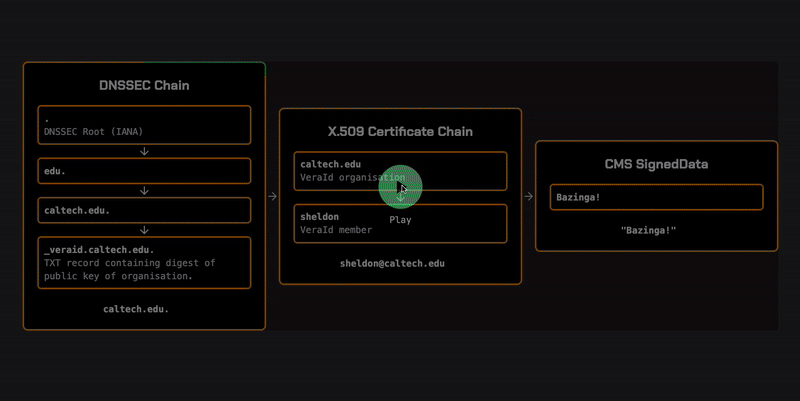 DNSSEC Chain
.
DNSSEC Root (IANA)
edu.
caltech.edu.
_veraid.caltech.edu.
TXT record containing digest of
public key of organisation.
caltech.edu.
X.509 Certificate Chain
caltech.edu
VeraId organisation
sheldon
VeraId member
Play
sheldon@caltech.edu
CMS SignedData
Bazinga!
"Bazinga!"